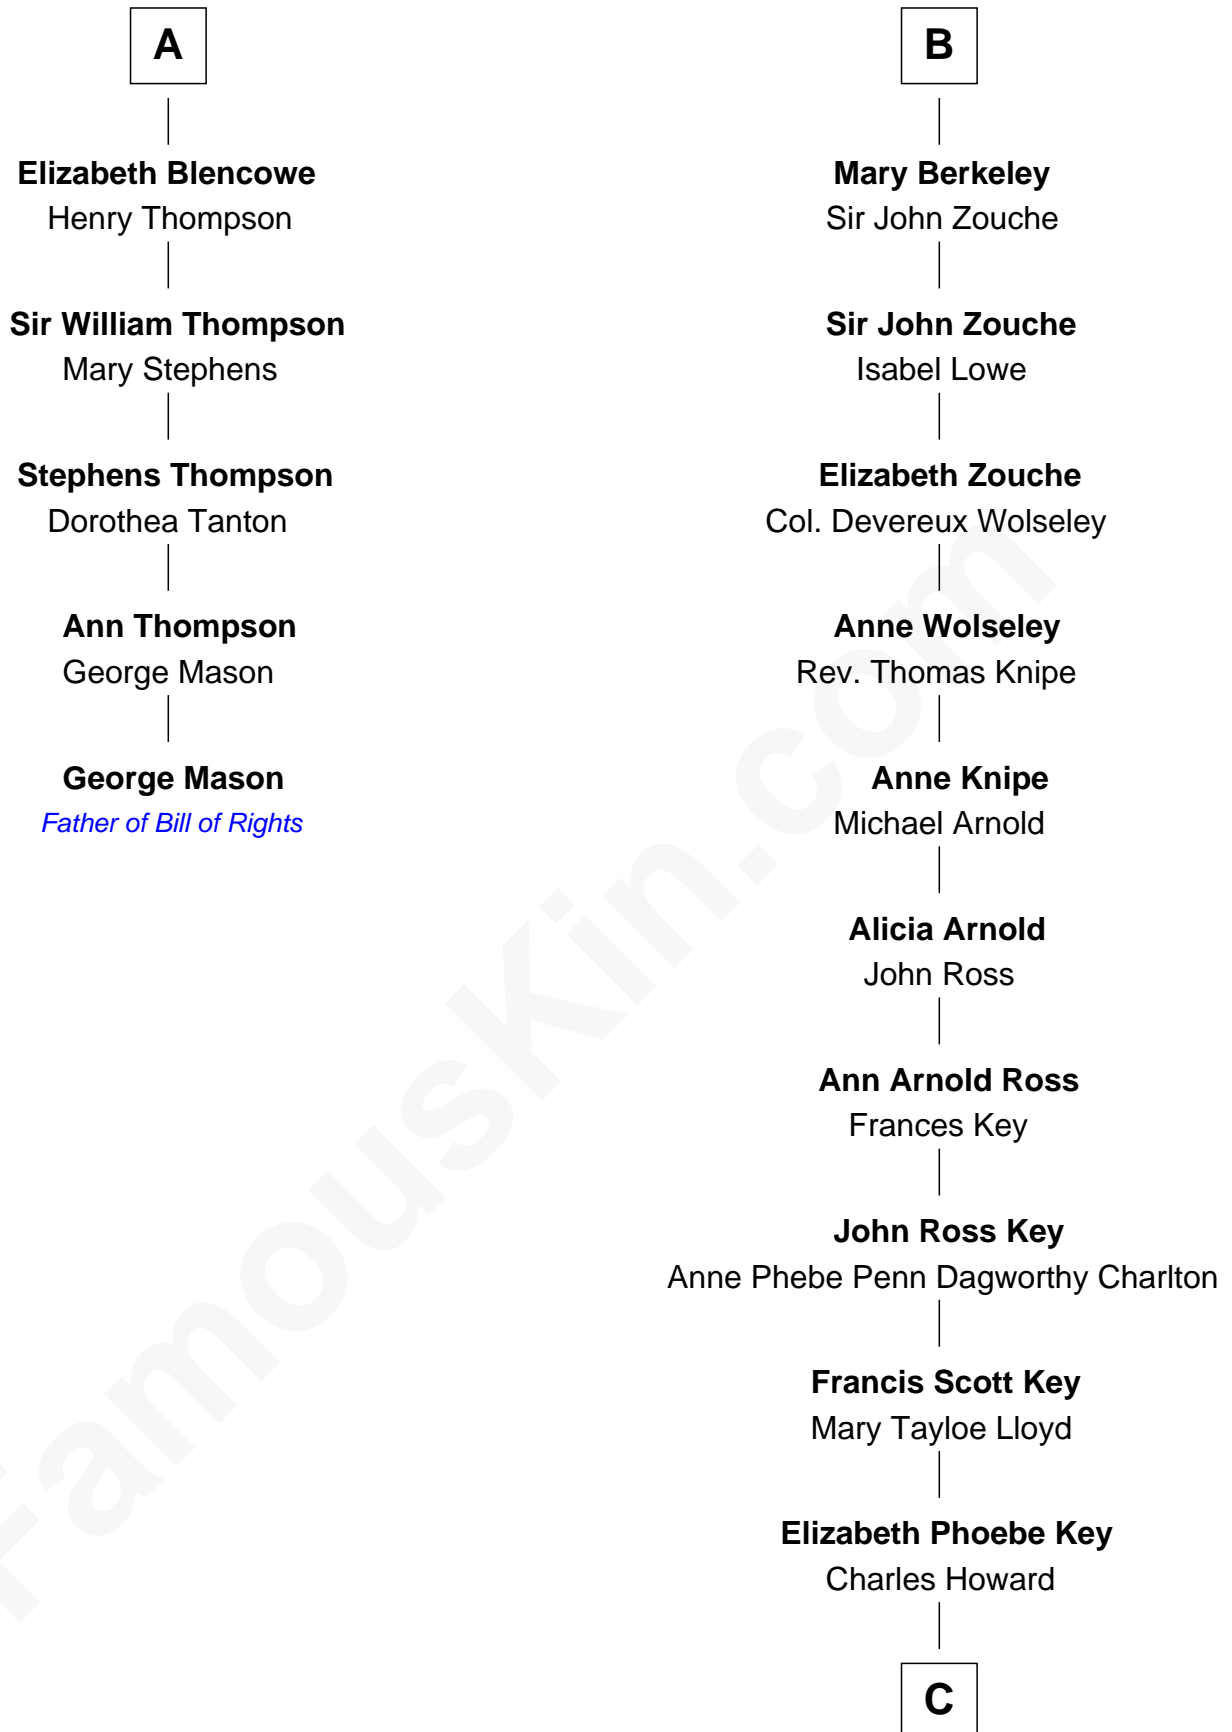 A
Elizabeth Blencowe
Henry Thompson
Sir William Thompson
Mary Stephens
Stephens Thompson
Dorothea Tanton
Ann Thompson
George Mason
George Mason
Father of Bill of Rights
B
Mary Berkeley
Sir John Zouche
Sir John Zouche
Isabel Lowe
Elizabeth Zouche
Col. Devereux Wolseley
Anne Wolseley
Rev. Thomas Knipe
Anne Knipe
Michael Arnold
Alicia Arnold
John Ross
Ann Arnold Ross
Frances Key
John Ross Key
Anne Phebe Penn Dagworthy Charlton
Francis Scott Key
Mary Tayloe Lloyd
Elizabeth Phoebe Key
Charles Howard
C
FamousKin.com